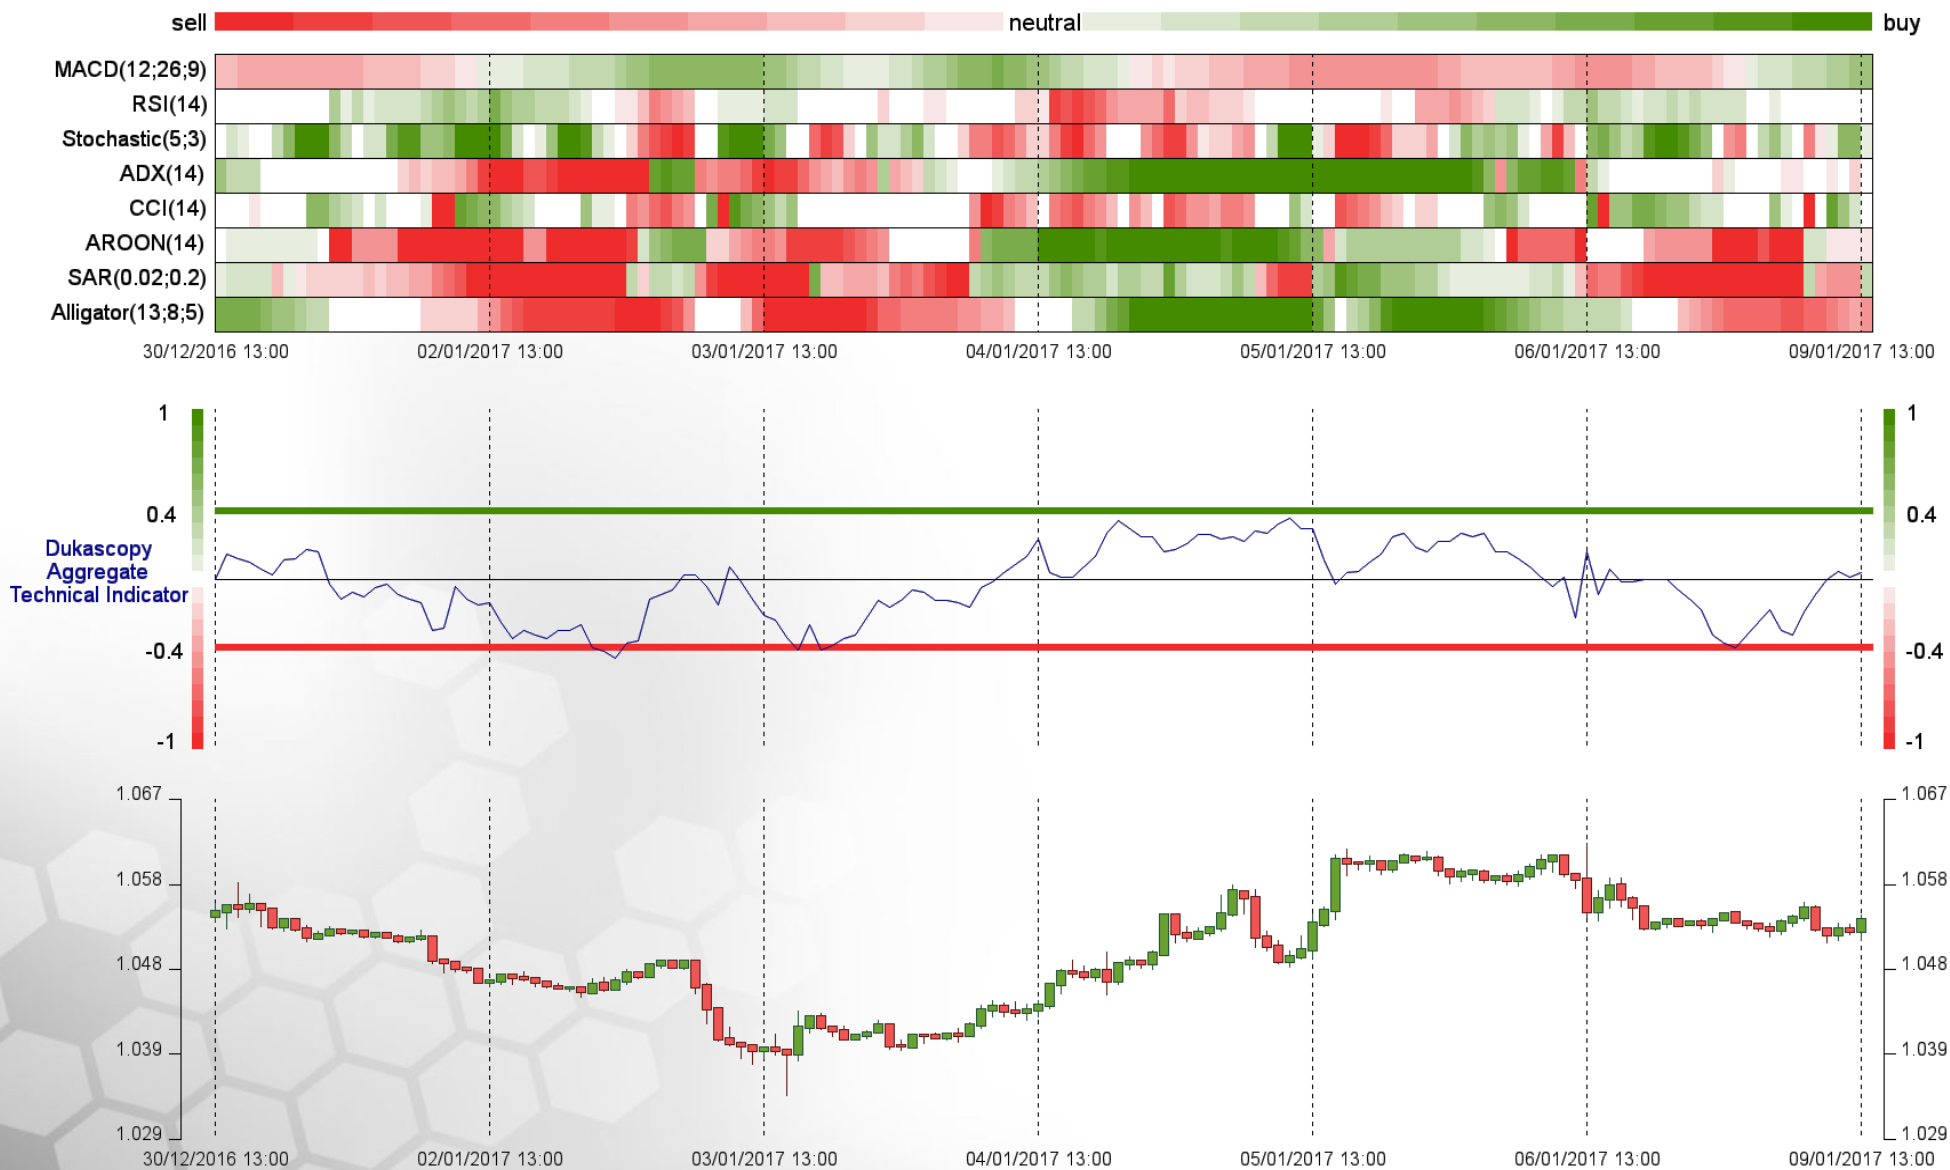 sell neutral buy
MACD(12;26;9)
RSI(14)
Stochastic(5;3)
ADX(14)
CCI(14)
AROON(14)
SAR(0.02;0.2)
Alligator(13;8;5)
30/12/2016 13:00 02/01/2017 13:00 03/01/2017 13:00 04/01/2017 13:00 05/01/2017 13:00 06/01/2017 13:00 09/01/2017 13:00
1 1
0.4 0.4
Dukascopy
Aggregate
Technical Indicator
-0.4 -0.4
-1 -1
1.067 1.067
1.058 1.058
1.048 1.048
1.039 1.039
1.029 1.029
30/12/2016 13:00 02/01/2017 13:00 03/01/2017 13:00 04/01/2017 13:00 05/01/2017 13:00 06/01/2017 13:00 09/01/2017 13:00